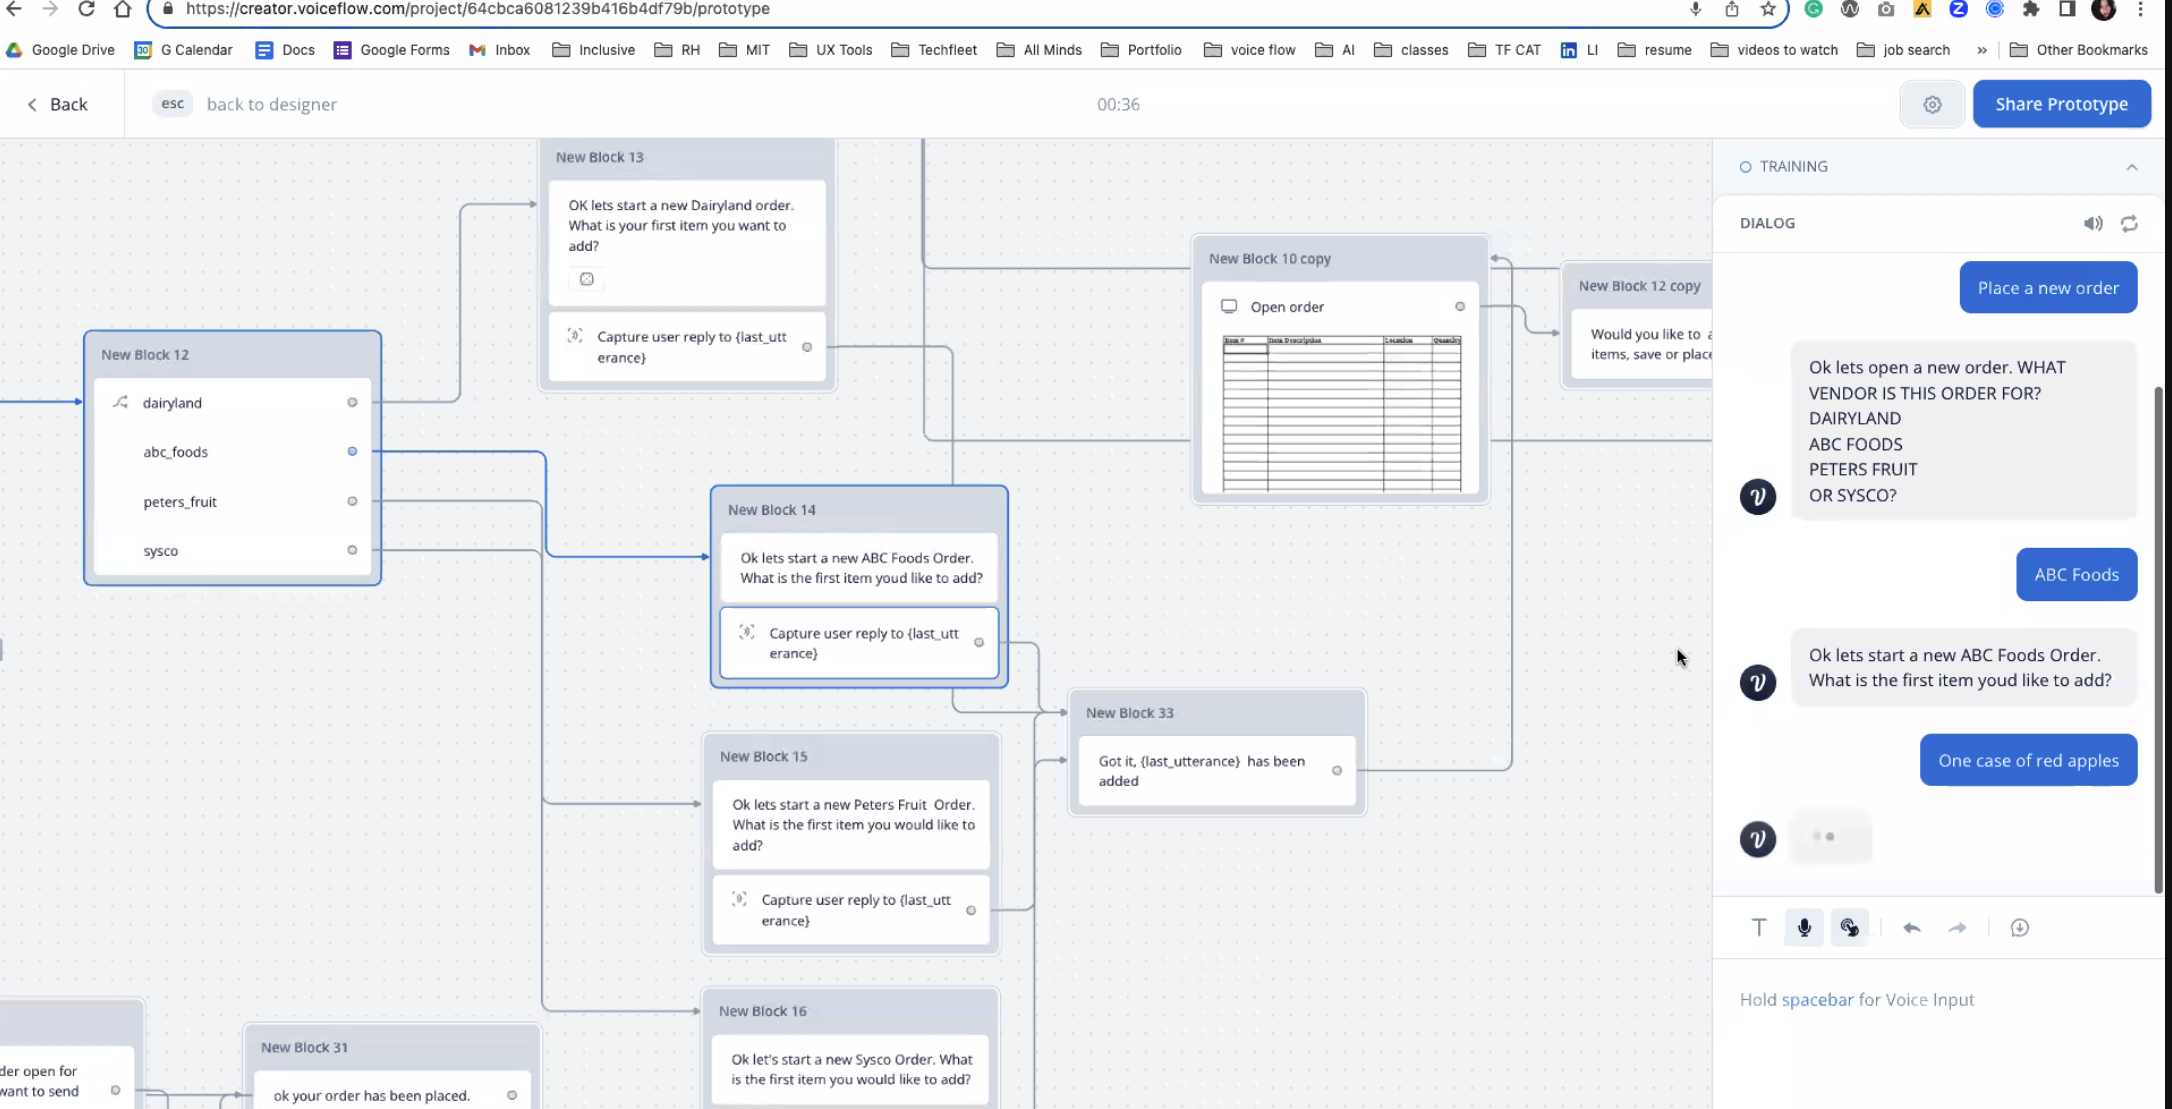 https://creator.voiceflow.com/project/64cbca6081239b416b4df79b/prototype
Google Drive
G Calendar
Docs
Google Forms
Inbox
Inclusive
RH
MIT
UX Tools
Techfleet
All Minds
Portfolio
voice flow
AI
classes
TF CAT
LI
resume
videos to watch
job search
»
Other Bookmarks
Back
esc
back to designer
00:36
Share Prototype
New Block 13
OK lets start a new Dairyland order.
What is your first item you want to
add?
Capture user reply to {last_utt
erance}
New Block 12
dairyland
abc_foods
peters_fruit
sysco
New Block 14
Ok lets start a new ABC Foods Order.
What is the first item youd like to add?
Capture user reply to {last_utt
erance}
New Block 15
Ok lets start a new Peters Fruit Order.
What is the first item you would like to
add?
Capture user reply to {last_utt
erance}
New Block 16
Ok let's start a new Sysco Order. What
is the first item you would like to add?
der open for
want to send
New Block 31
ok your order has been placed.
New Block 33
Got it, {last_utterance} has been
added
New Block 10 copy
Open order
Item # Item Description Location Quantity
New Block 12 copy
Would you like to a
items, save or place
TRAINING
DIALOG
Place a new order
Ok lets open a new order. WHAT
VENDOR IS THIS ORDER FOR?
DAIRYLAND
ABC FOODS
PETERS FRUIT
OR SYSCO?
ABC Foods
Ok lets start a new ABC Foods Order.
What is the first item youd like to add?
One case of red apples
Hold spacebar for Voice Input